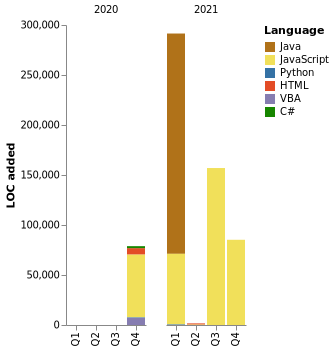 2020 2021
Language
Java
JavaScript
Python
HTML
VBA
C#
LOC added
300,000
250,000
200,000
150,000
100,000
50,000
0
Q1 Q2 Q3 Q4 Q1 Q2 Q3 Q4